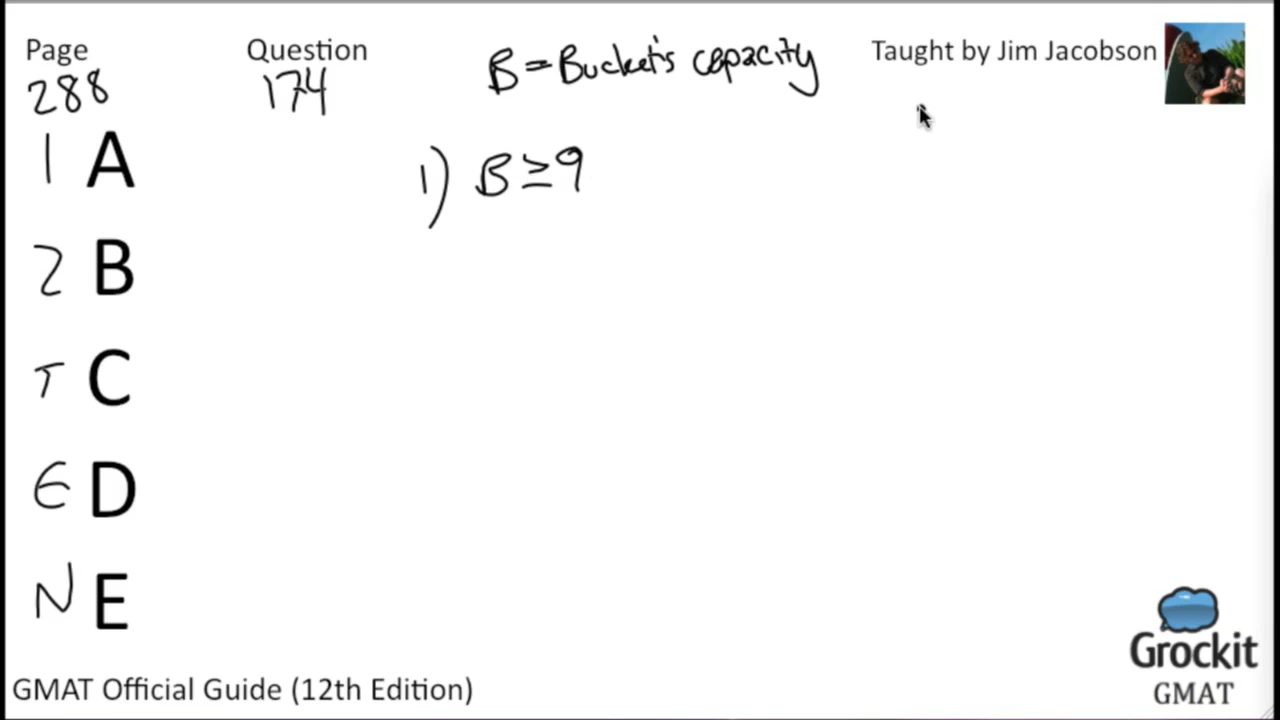 Page Question B = Bucket's capacity Taught by Jim Jacobson
288 174
1 A
1) B ≥ 9
2 B
T C
E D
N E
Grockit
GMAT
GMAT Official Guide (12th Edition)